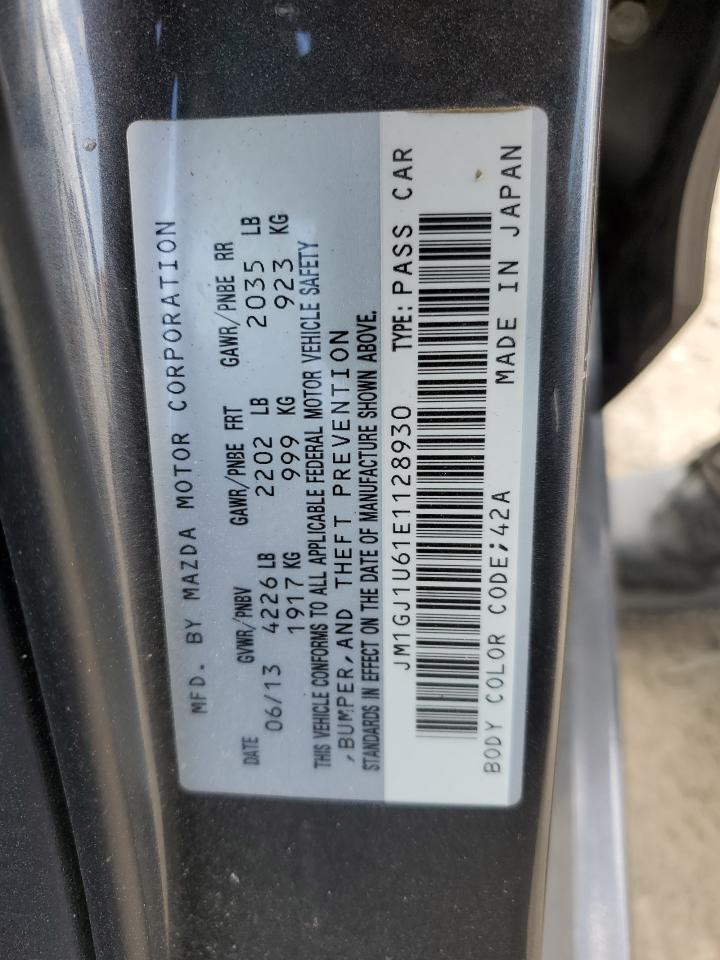 MFD. BY MAZDA MOTOR CORPORATION
DATE GVWR/PNBV GAWR/PNBE FRT GAWR/PNBE RR
06/13 4226 LB 2202 LB 2035 LB
1917 KG 999 KG 923 KG
THIS VEHICLE CONFORMS TO ALL APPLICABLE FEDERAL MOTOR VEHICLE SAFETY
,BUMPER,AND THEFT PREVENTION
STANDARDS IN EFFECT ON THE DATE OF MANUFACTURE SHOWN ABOVE.
JM1GJ1U61E1128930 TYPE: PASS CAR
BODY COLOR CODE;42A MADE IN JAPAN